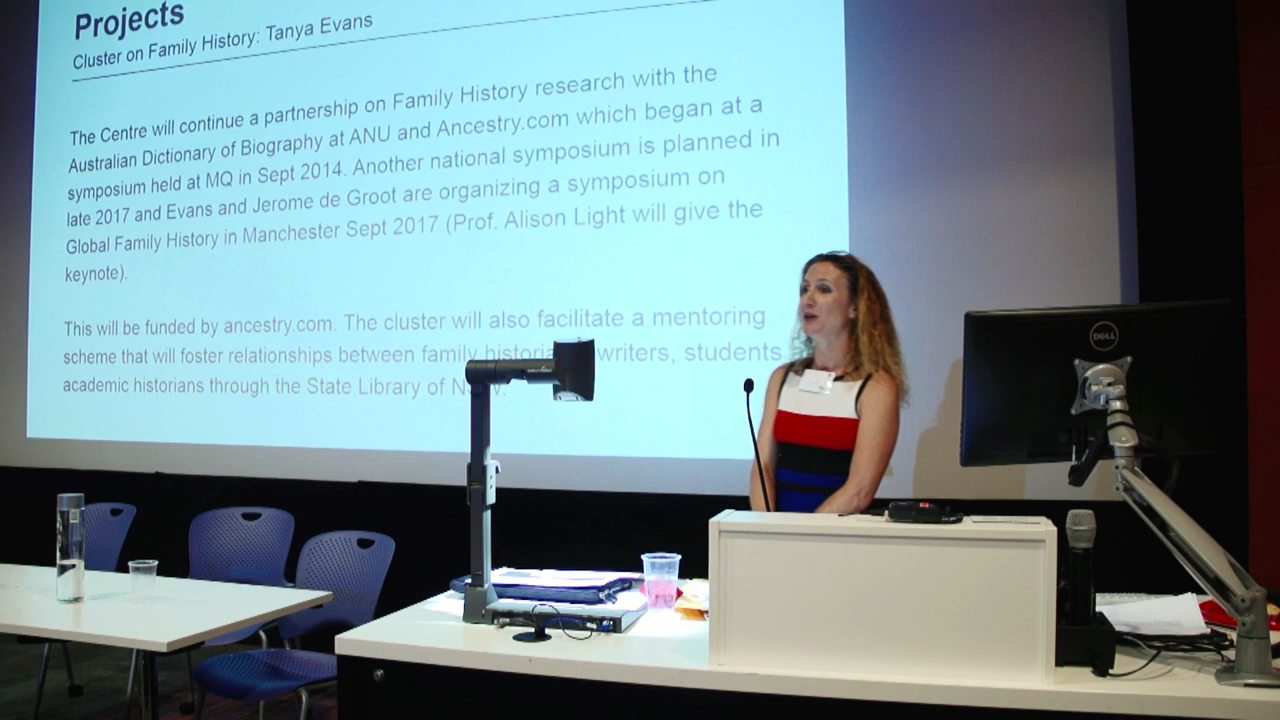 Projects
Cluster on Family History: Tanya Evans
The Centre will continue a partnership on Family History research with the
Australian Dictionary of Biography at ANU and Ancestry.com which began at a
symposium held at MQ in Sept 2014. Another national symposium is planned in
late 2017 and Evans and Jerome de Groot are organizing a symposium on
Global Family History in Manchester Sept 2017 (Prof. Alison Light will give the
keynote).
This will be funded by ancestry.com. The cluster will also facilitate a mentoring
scheme that will foster relationships between family writers, students
academic historians through the State Library of
DELL